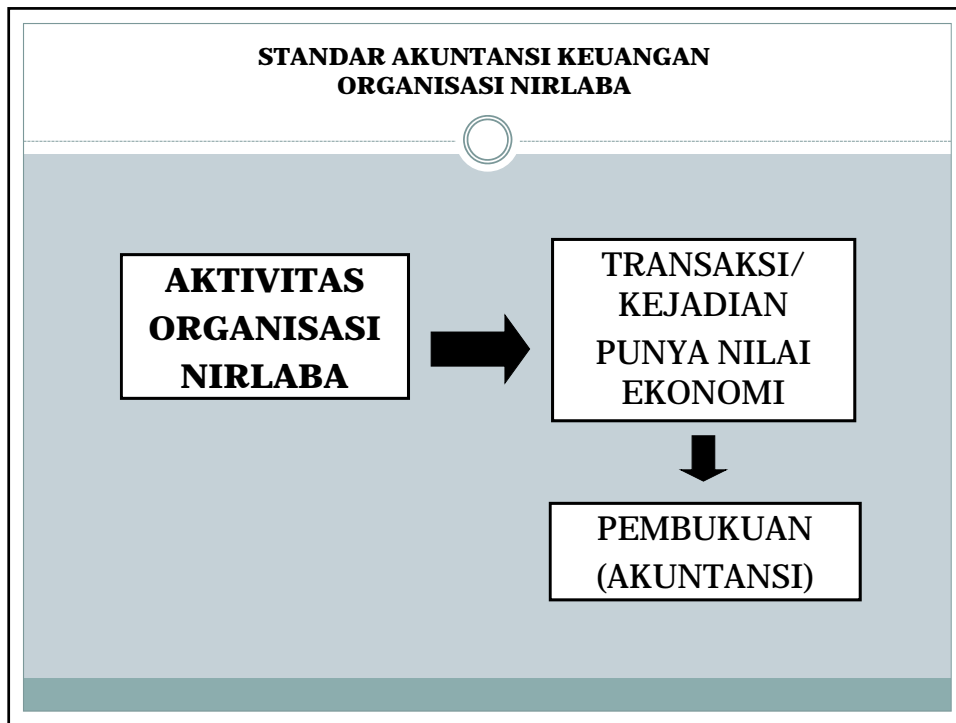 STANDAR AKUNTANSI KEUANGAN
ORGANISASI NIRLABA
AKTIVITAS
ORGANISASI
NIRLABA
TRANSAKSI/
KEJADIAN
PUNYA NILAI
EKONOMI
PEMBUKUAN
(AKUNTANSI)